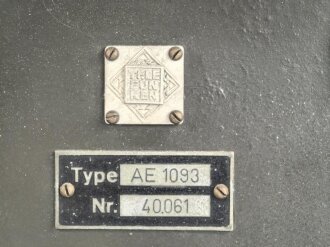 TELE
FUN
KEN
Type AE 1093
Nr. 40061